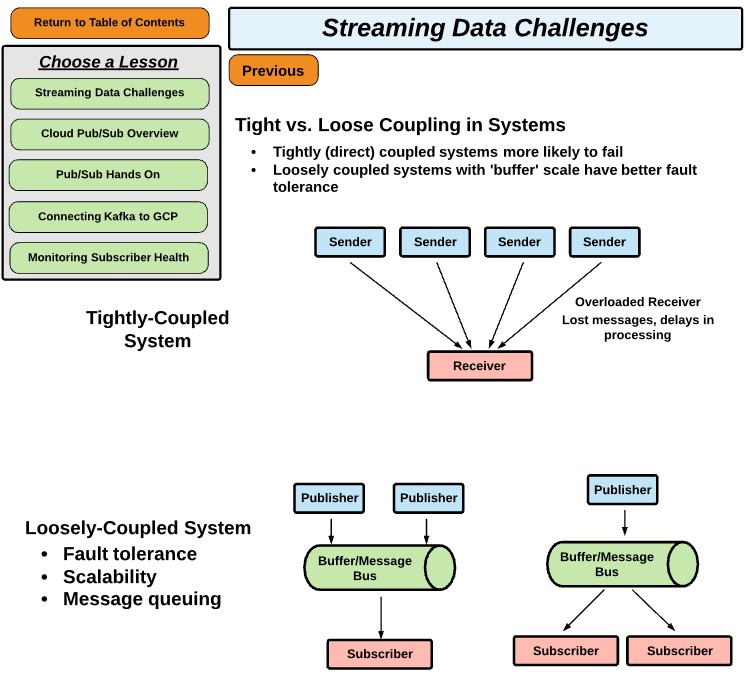 Return to Table of Contents
Streaming Data Challenges
Choose a Lesson
Previous
Streaming Data Challenges
Cloud Pub/Sub Overview
Pub/Sub Hands On
Connecting Kafka to GCP
Monitoring Subscriber Health
Tight vs. Loose Coupling in Systems
• Tightly (direct) coupled systems more likely to fail
• Loosely coupled systems with 'buffer' scale have better fault
tolerance
Sender Sender Sender Sender
Overloaded Receiver
Lost messages, delays in
processing
Tightly-Coupled
System
Receiver
Publisher Publisher Publisher
Loosely-Coupled System
• Fault tolerance
• Scalability
• Message queuing
Buffer/Message
Bus
Buffer/Message
Bus
Subscriber Subscriber Subscriber